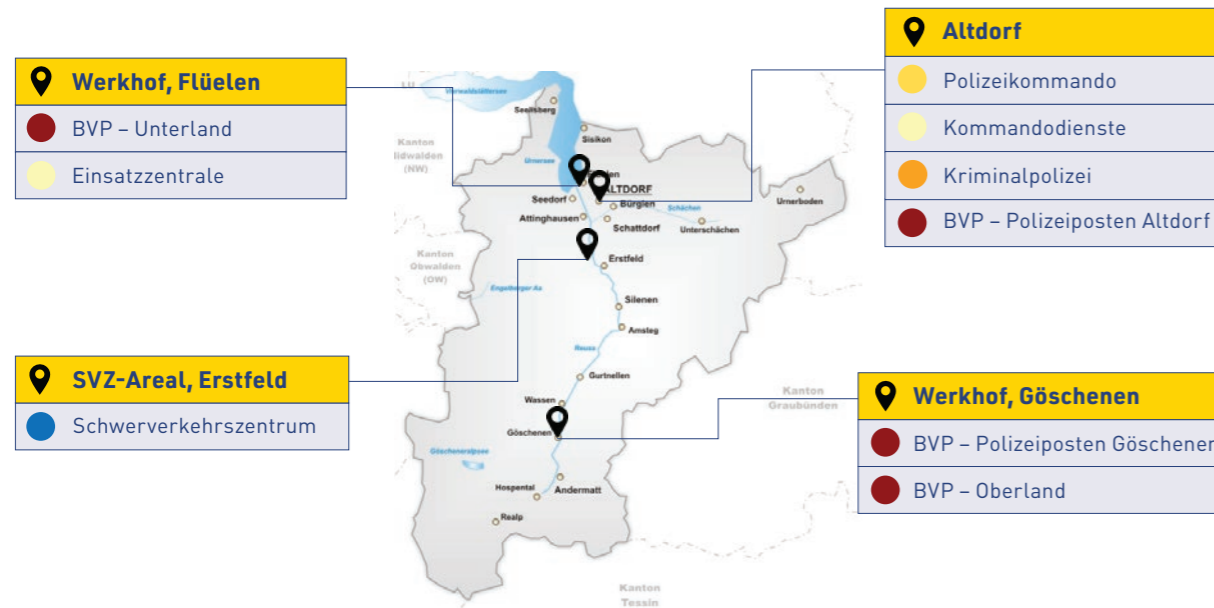 Werkhof, Flüelen
BVP – Unterland
Einsatzzentrale
SVZ-Areal, Erstfeld
Schwerverkehrszentrum
Altdorf
Polizeikommando
Kommandodienste
Kriminalpolizei
BVP – Polizeiposten Altdorf
Werkhof, Göschenen
BVP – Polizeiposten Göschenen
BVP – Oberland
LU
Vierwaldstättersee
Seelisberg
Sisikon
Kanton
Nidwalden
(NW)
Urnersee
ALTDORF
Seedorf
Bürglen
Schächen
Urnerboden
Attinghausen
Schattdorf
Unterschächen
Kanton
Obwalden
(OW)
Erstfeld
Engelberger Aa
Silenen
Amsteg
Reuss
Gurtnellen
Kanton
Graubünden
Wassen
Göschenen
Göscheneralpsee
Andermatt
Hospental
Realp
Kanton
Tessin